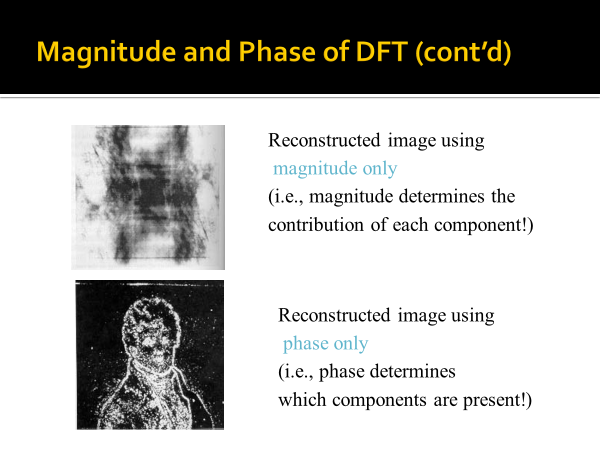 Magnitude and Phase of DFT (cont’d)
Reconstructed image using
magnitude only
(i.e., magnitude determines the
contribution of each component!)
Reconstructed image using
phase only
(i.e., phase determines
which components are present!)